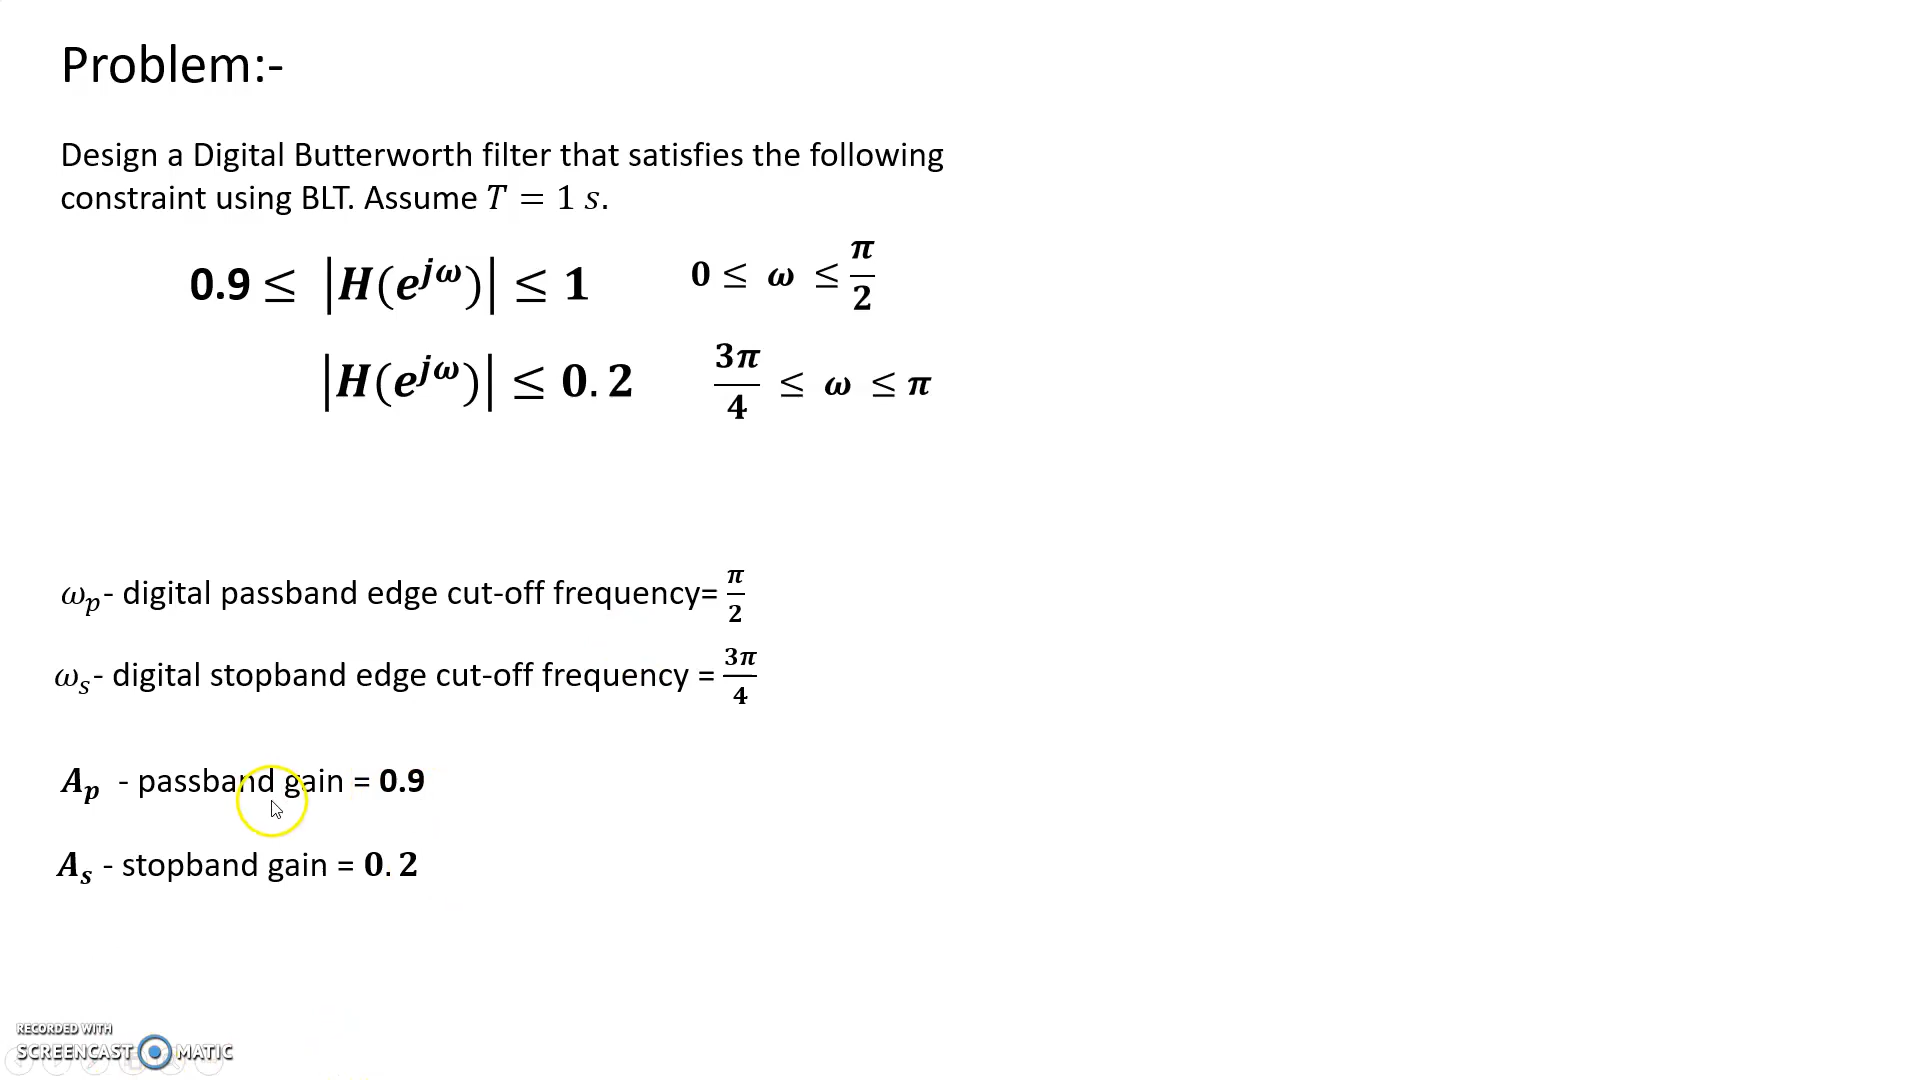 Problem:-
Design a Digital Butterworth filter that satisfies the following
constraint using BLT. Assume T = 1 s.
0.9 ≤ |H(e^{jω})| ≤ 1    0 ≤ ω ≤ π/2
|H(e^{jω})| ≤ 0.2    3π/4 ≤ ω ≤ π
ω_p- digital passband edge cut-off frequency= π/2
ω_s- digital stopband edge cut-off frequency = 3π/4
A_p - passband gain = 0.9
A_s - stopband gain = 0.2
RECORDED WITH
SCREENCAST MATIC